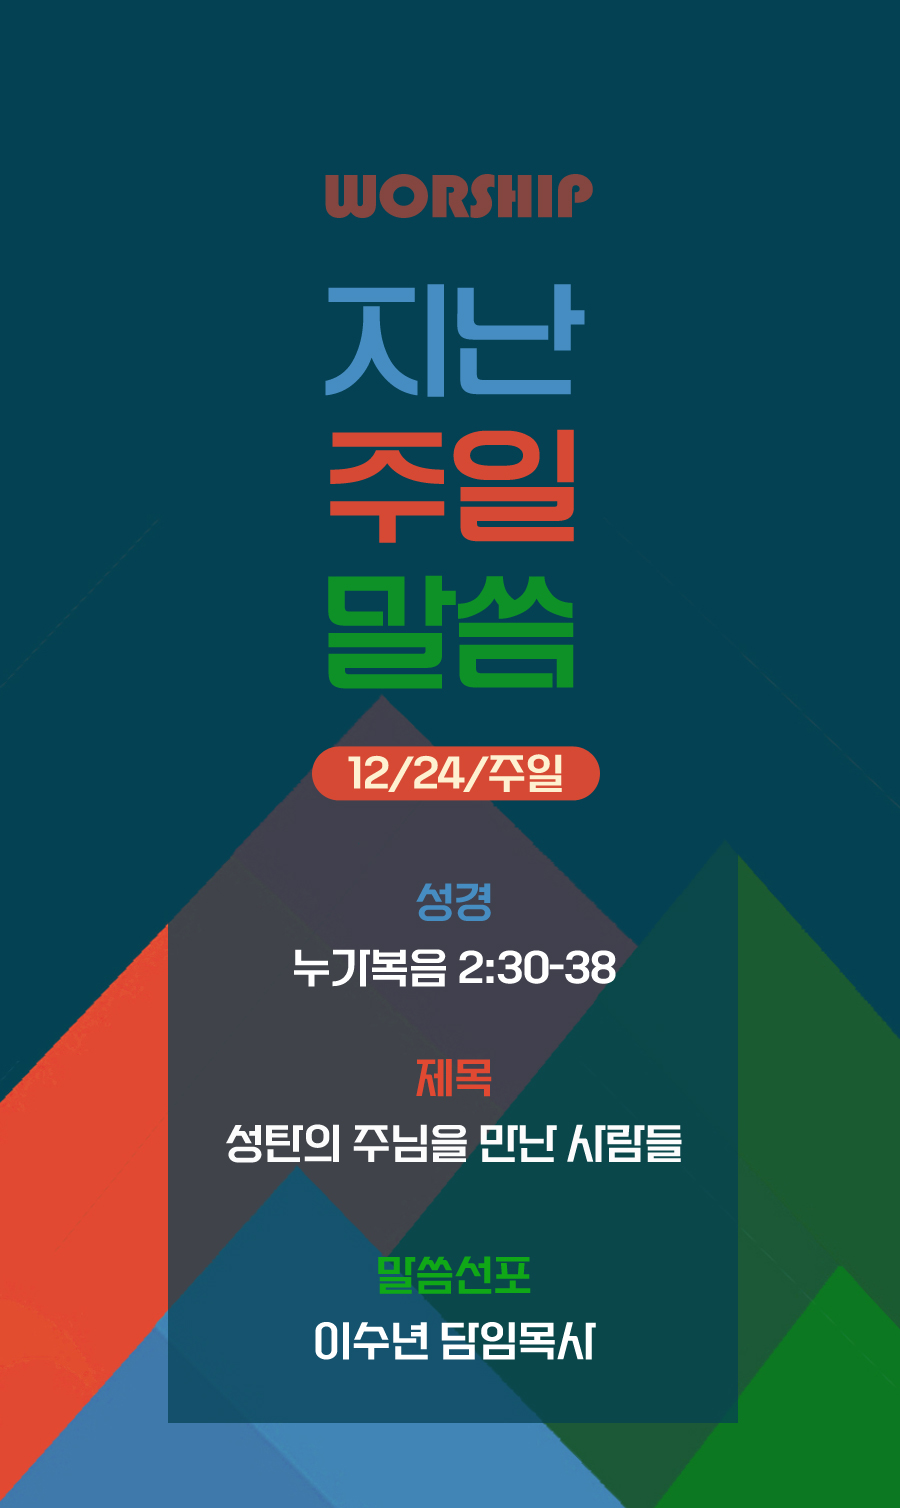 WORSHIP
지난
주일
말씀
12/24/주일
성경
누가복음 2:30-38
제목
성탄의 주님을 만난 사람들
말씀선포
이수년 담임목사